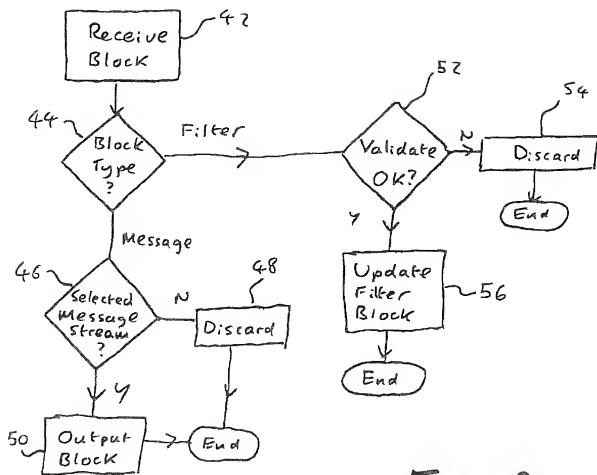 42
Receive
Block
44
Block
Type
?
Filter
52
Validate
OK?
N
54
Discard
End
Y
Update
Filter
Block
56
End
Message
46
Selected
Message
Stream
?
N
48
Discard
Y
50
Output
Block
End